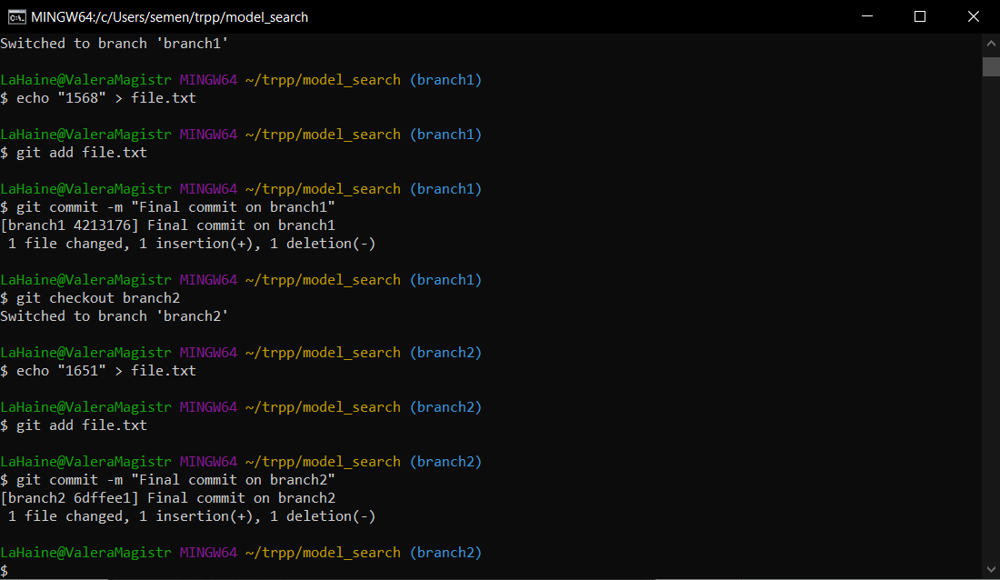 MINGW64:/c/Users/semen/trpp/model_search
Switched to branch 'branch1'
LaHaine@ValeraMagistr MINGW64 ~/trpp/model_search (branch1)
$ echo "1568" > file.txt
LaHaine@ValeraMagistr MINGW64 ~/trpp/model_search (branch1)
$ git add file.txt
LaHaine@ValeraMagistr MINGW64 ~/trpp/model_search (branch1)
$ git commit -m "Final commit on branch1"
[branch1 4213176] Final commit on branch1
 1 file changed, 1 insertion(+), 1 deletion(-)
LaHaine@ValeraMagistr MINGW64 ~/trpp/model_search (branch1)
$ git checkout branch2
Switched to branch 'branch2'
LaHaine@ValeraMagistr MINGW64 ~/trpp/model_search (branch2)
$ echo "1651" > file.txt
LaHaine@ValeraMagistr MINGW64 ~/trpp/model_search (branch2)
$ git add file.txt
LaHaine@ValeraMagistr MINGW64 ~/trpp/model_search (branch2)
$ git commit -m "Final commit on branch2"
[branch2 6dffee1] Final commit on branch2
 1 file changed, 1 insertion(+), 1 deletion(-)
LaHaine@ValeraMagistr MINGW64 ~/trpp/model_search (branch2)
$